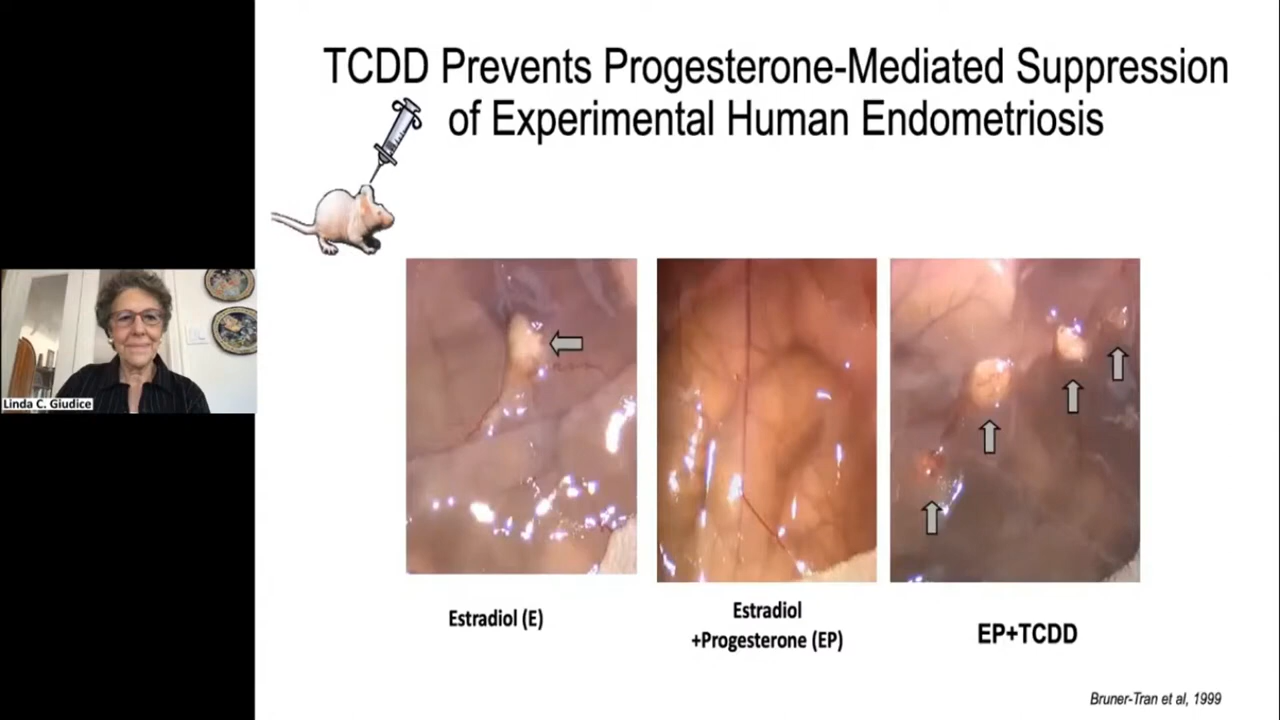 TCDD Prevents Progesterone-Mediated Suppression
of Experimental Human Endometriosis
Linda C. Giudice
Estradiol (E)
Estradiol
+Progesterone (EP)
EP+TCDD
Bruner-Tran et al, 1999